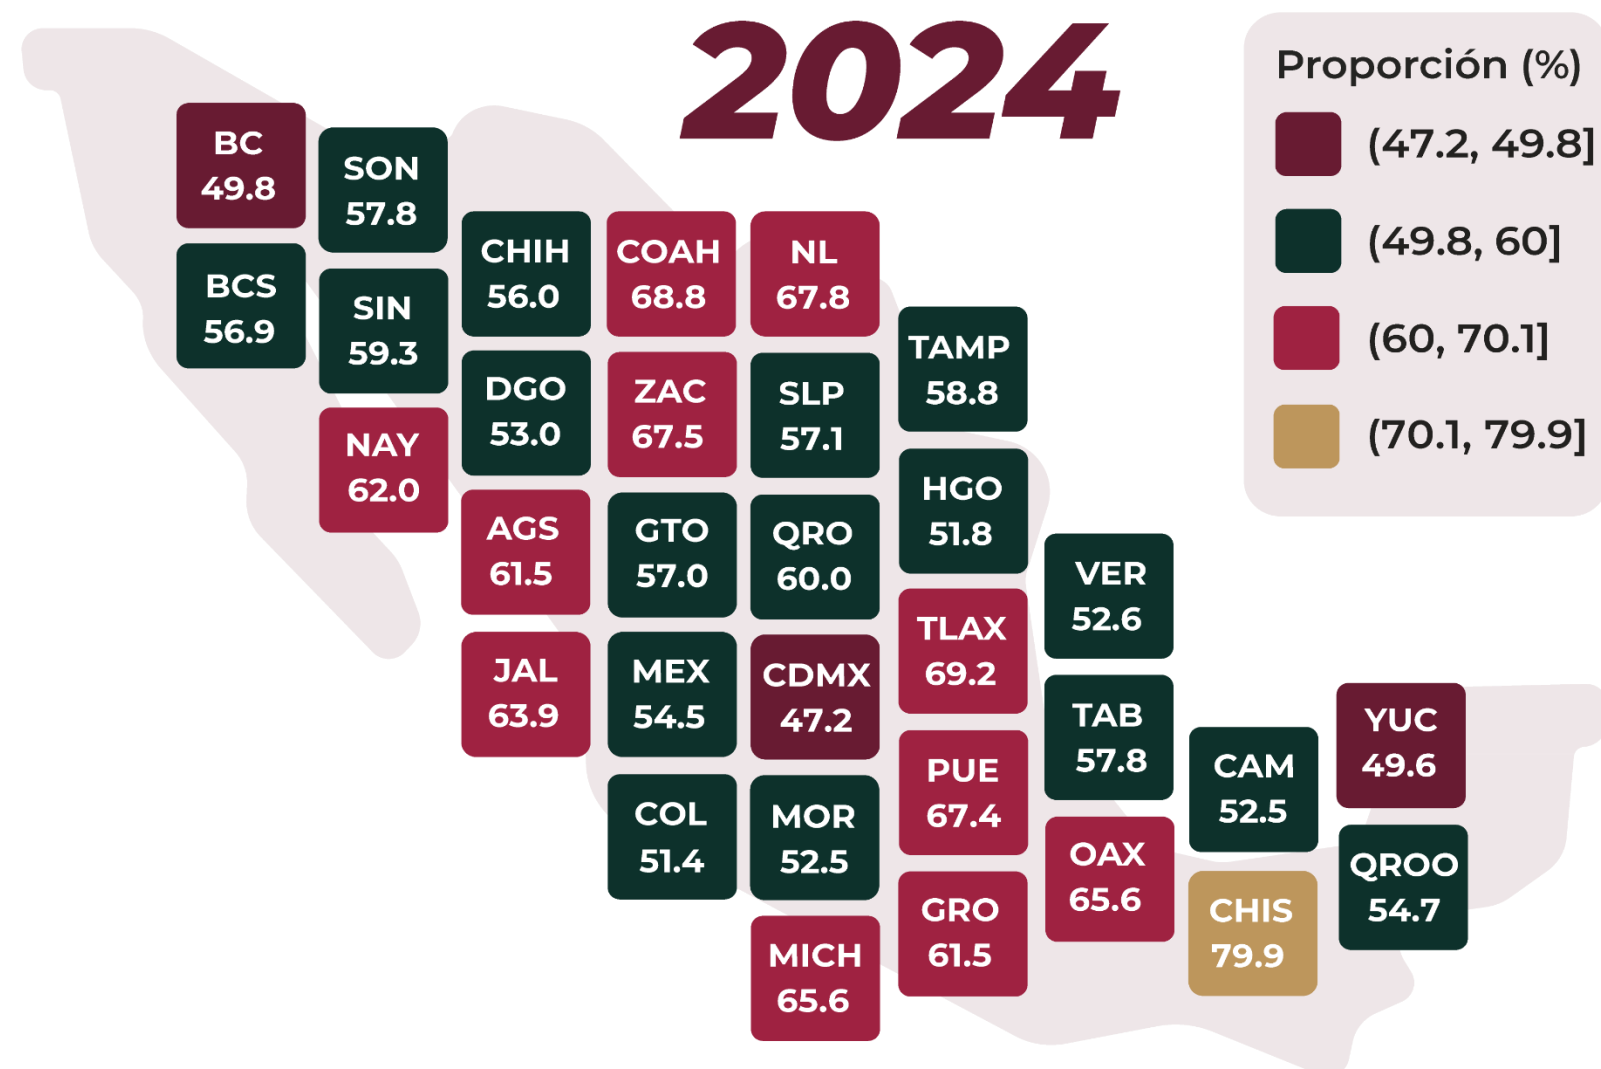 2024
Proporción (%)
(47.2, 49.8]
(49.8, 60]
(60, 70.1]
(70.1, 79.9]
BC
49.8
SON
57.8
CHIH
56.0
COAH
68.8
NL
67.8
BCS
56.9
SIN
59.3
TAMP
58.8
DGO
53.0
ZAC
67.5
SLP
57.1
NAY
62.0
HGO
51.8
AGS
61.5
GTO
57.0
QRO
60.0
VER
52.6
TLAX
69.2
JAL
63.9
MEX
54.5
CDMX
47.2
TAB
57.8
YUC
49.6
PUE
67.4
CAM
52.5
COL
51.4
MOR
52.5
OAX
65.6
QROO
54.7
GRO
61.5
CHIS
79.9
MICH
65.6